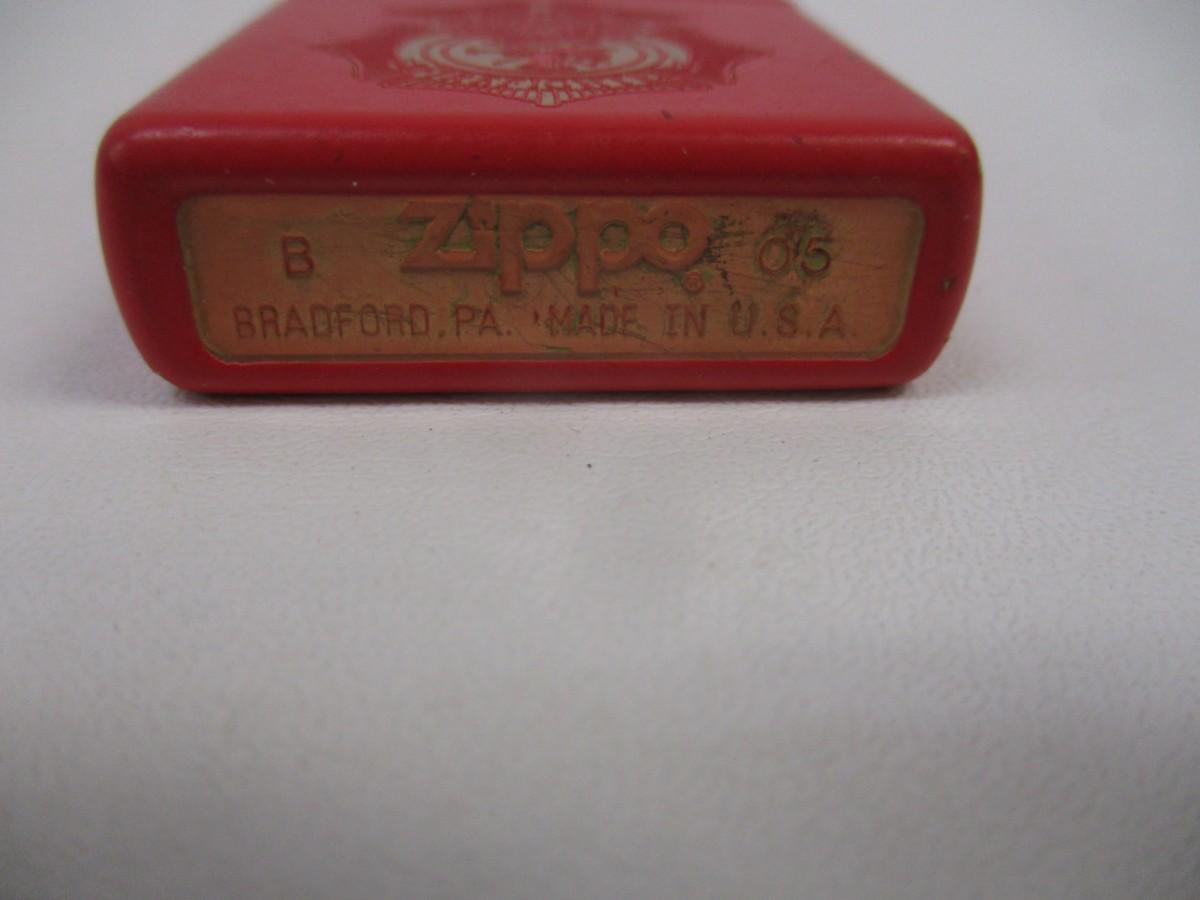 B Zippo ® 05
BRADFORD, PA. MADE IN U.S.A.